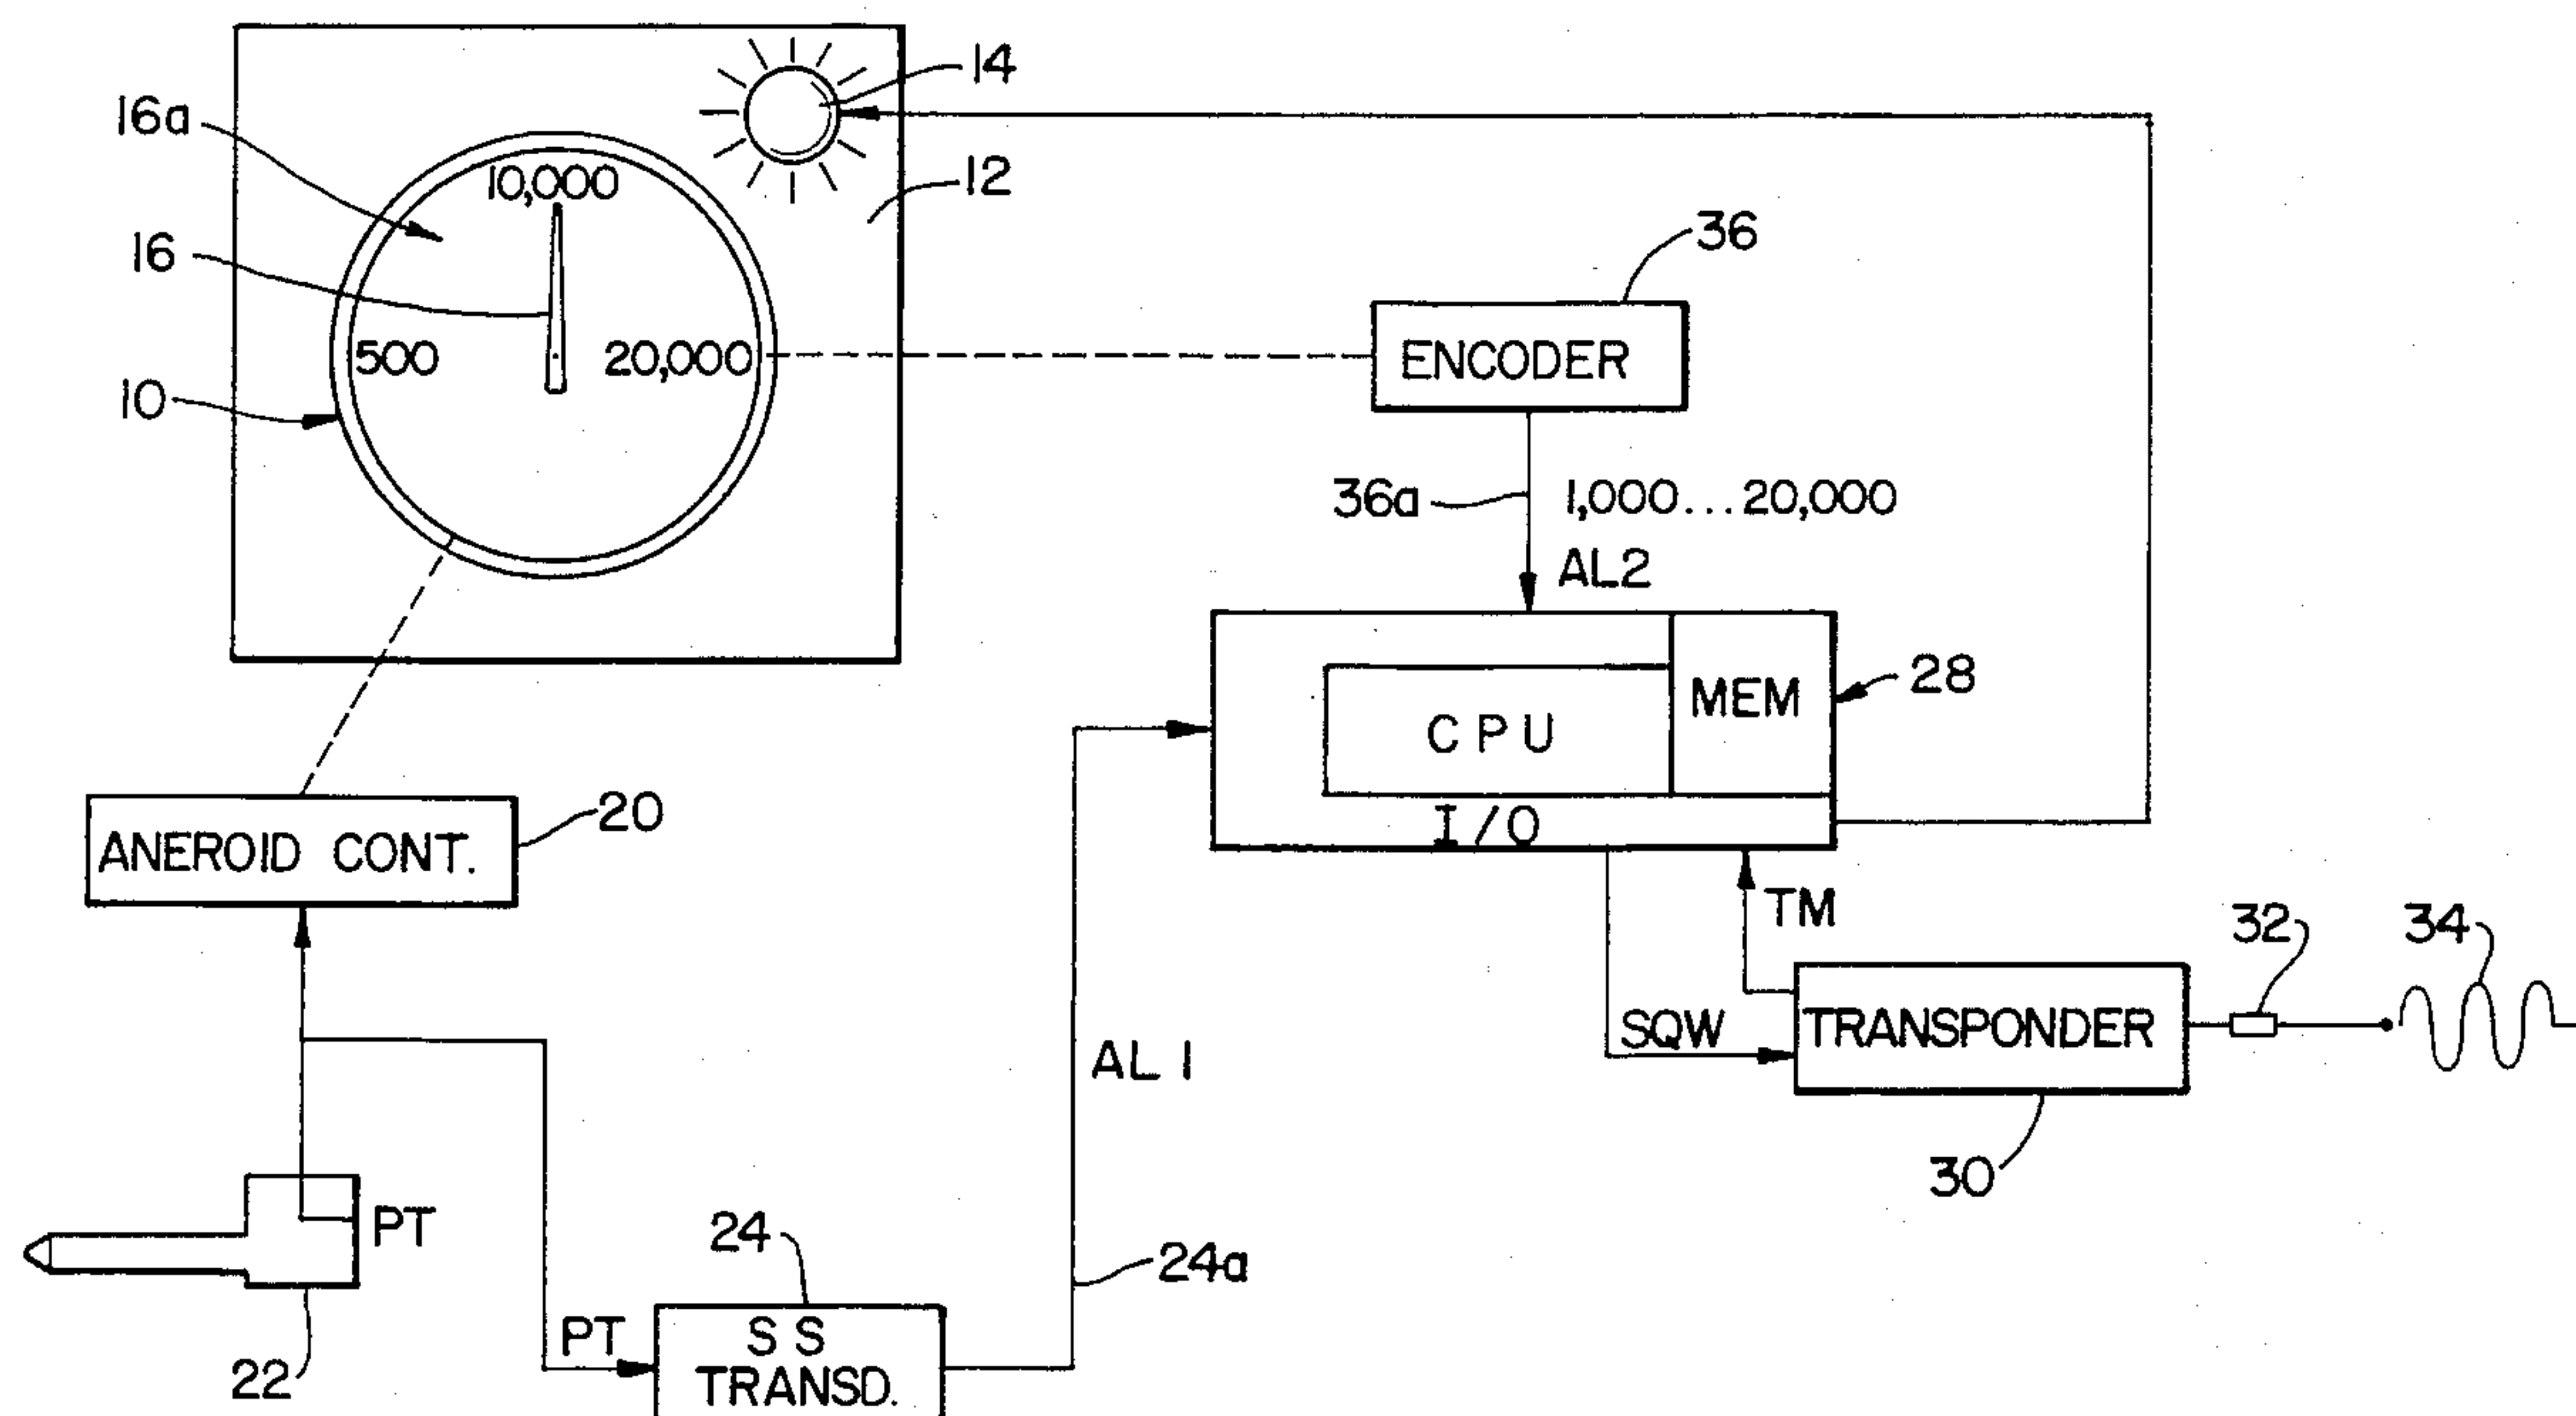 14
16a
10,000
12
16
36
500
20,000
ENCODER
10
36a
1,000...20,000
AL2
28
MEM
CPU
20
I/O
ANEROID CONT.
TM
32
34
SQW
TRANSPONDER
AL 1
30
PT
24
24a
PT
SS
TRANSD.
22